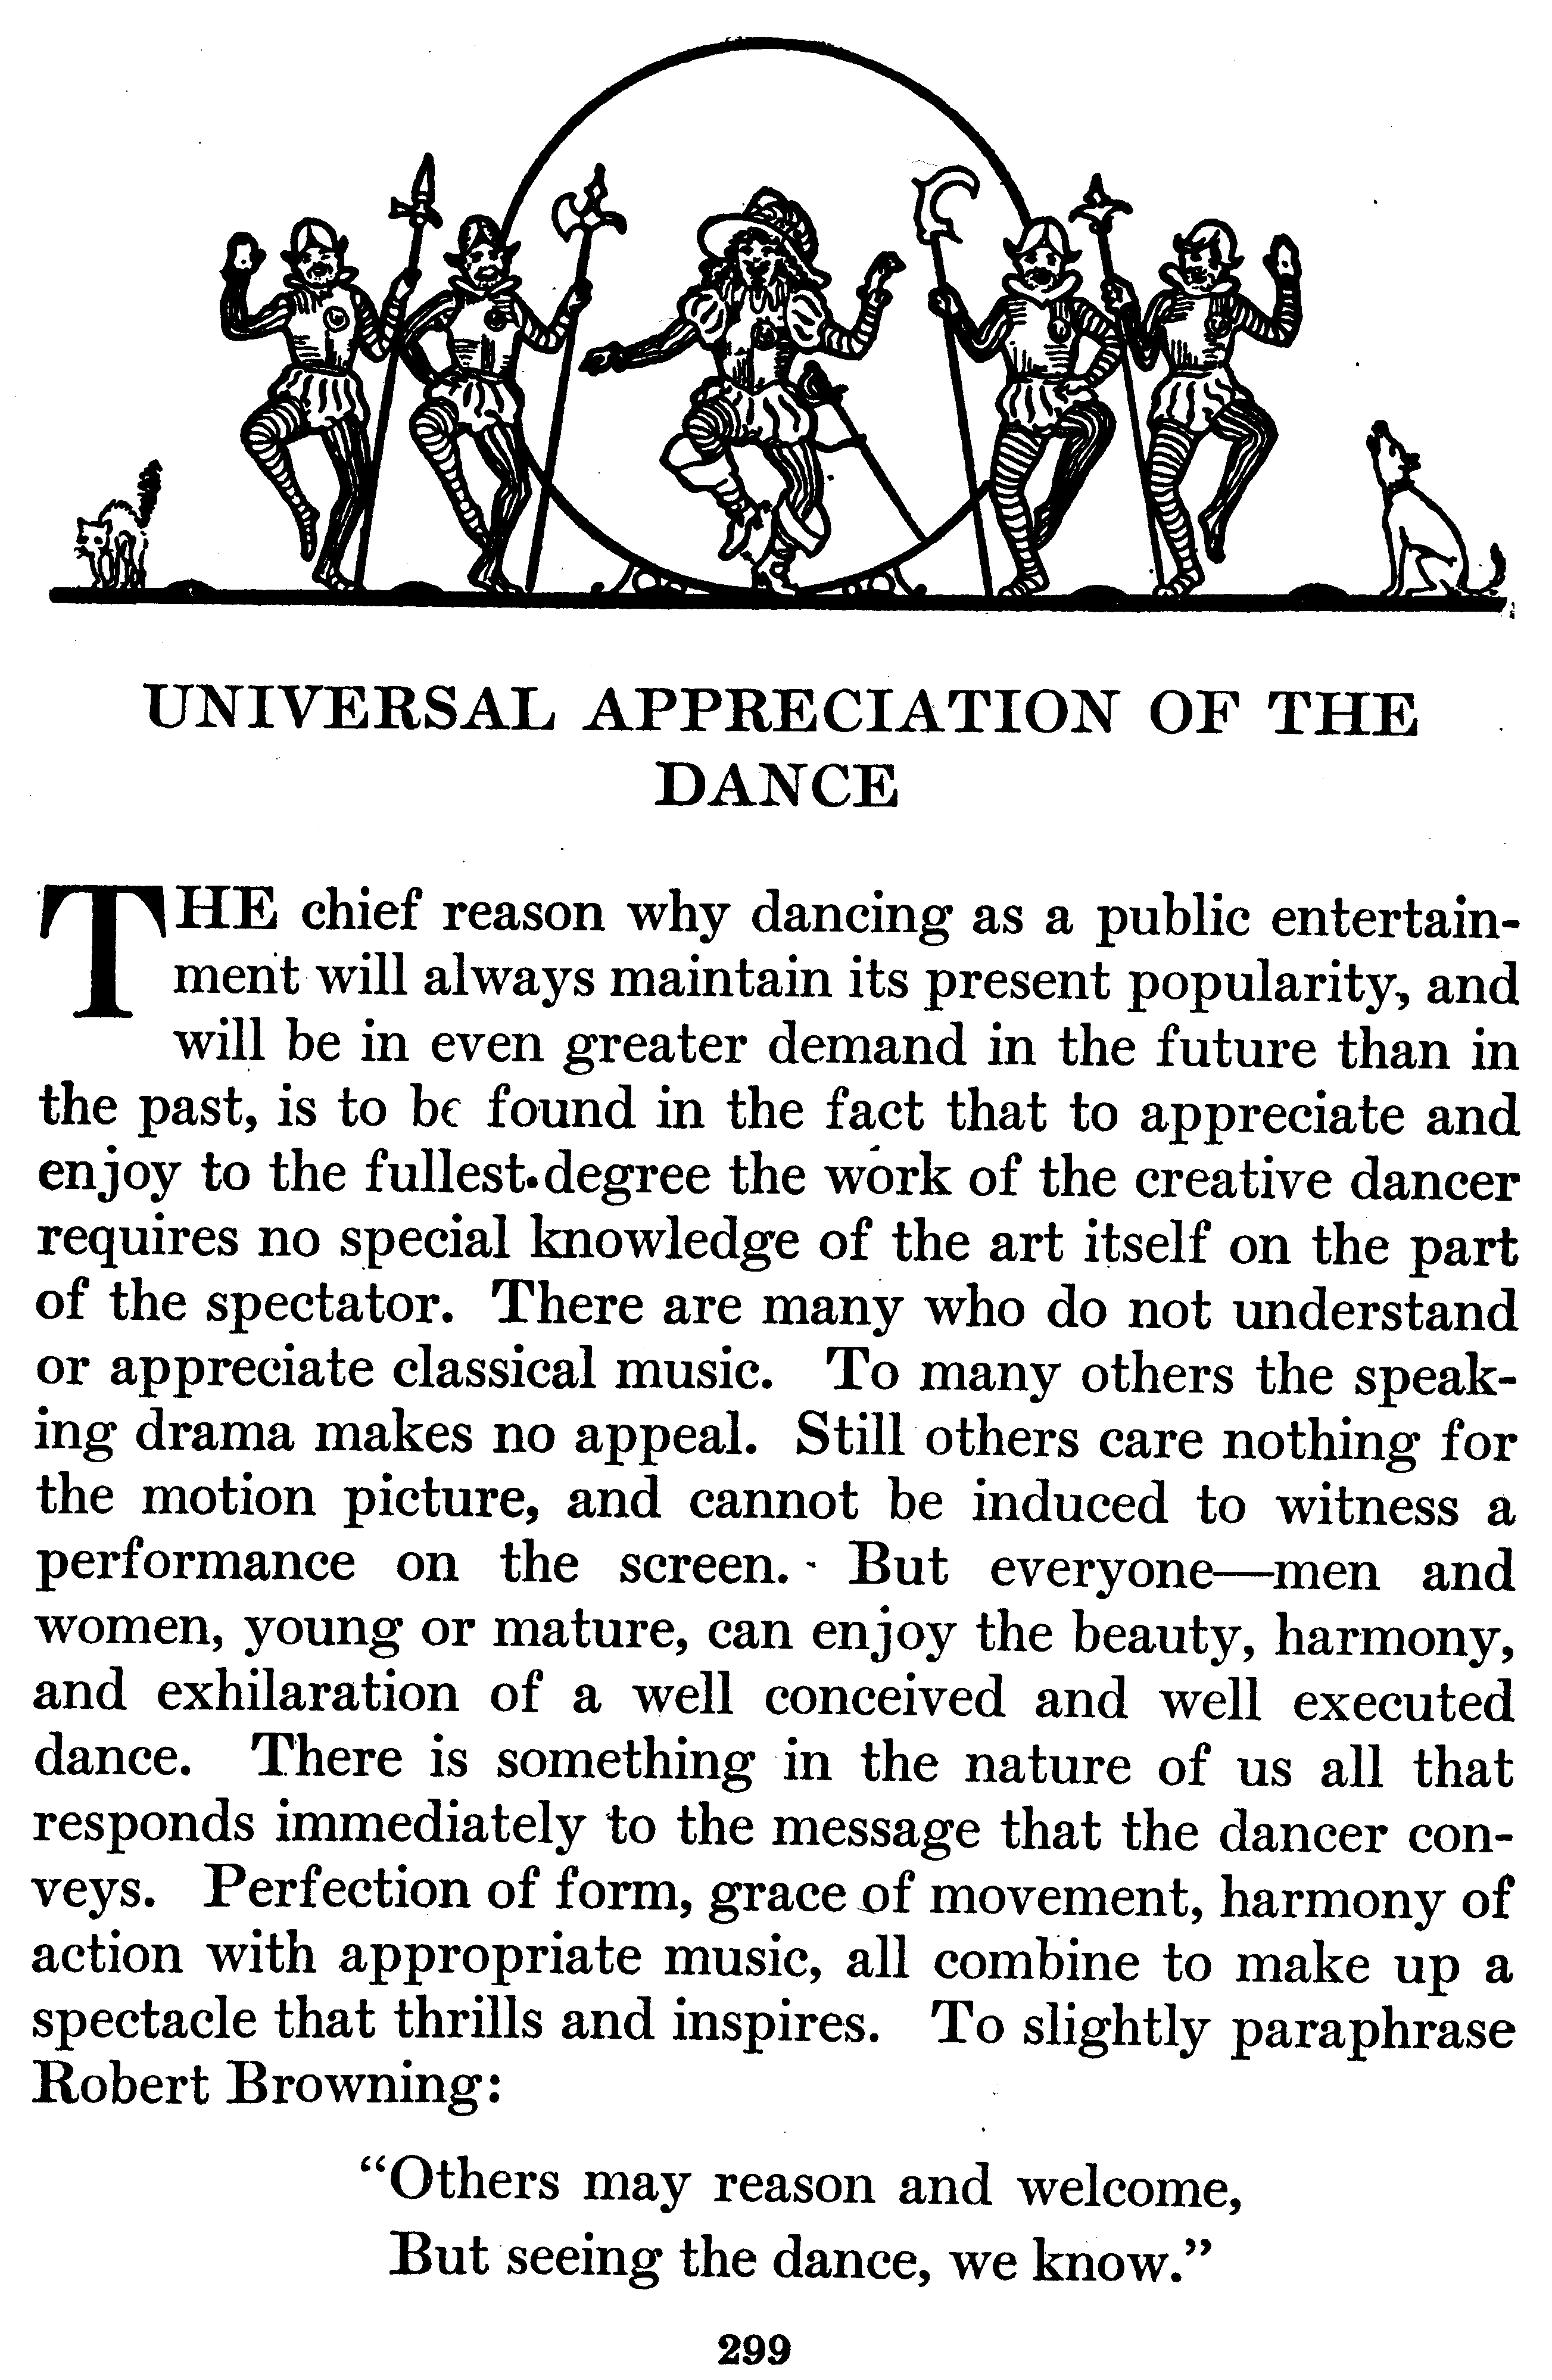 UNIVERSAL APPRECIATION OF THE
DANCE
THE chief reason why dancing as a public entertain-
ment will always maintain its present popularity, and
will be in even greater demand in the future than in
the past, is to be found in the fact that to appreciate and
enjoy to the fullest degree the work of the creative dancer
requires no special knowledge of the art itself on the part
of the spectator. There are many who do not understand
or appreciate classical music. To many others the speak-
ing drama makes no appeal. Still others care nothing for
the motion picture, and cannot be induced to witness a
performance on the screen. But everyone—men and
women, young or mature, can enjoy the beauty, harmony,
and exhilaration of a well conceived and well executed
dance. There is something in the nature of us all that
responds immediately to the message that the dancer con-
veys. Perfection of form, grace of movement, harmony of
action with appropriate music, all combine to make up a
spectacle that thrills and inspires. To slightly paraphrase
Robert Browning:
"Others may reason and welcome,
But seeing the dance, we know."
299